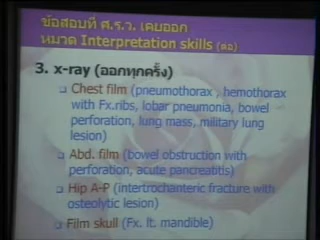 ข้อสอบที่ ศ.ร.ว. เคยออก
หมวด Interpretation skills (ต่อ)
3. x-ray (ออกทุกครั้ง)
Chest film (pneumothorax , hemothorax
with Fx.ribs, lobar pneumonia, bowel
perforation, lung mass, military lung
lesion)
Abd. film (bowel obstruction with
perforation, acute pancreatitis)
Hip A-P (intertrochanteric fracture with
osteolytic lesion)
Film skull (Fx. lt. mandible)